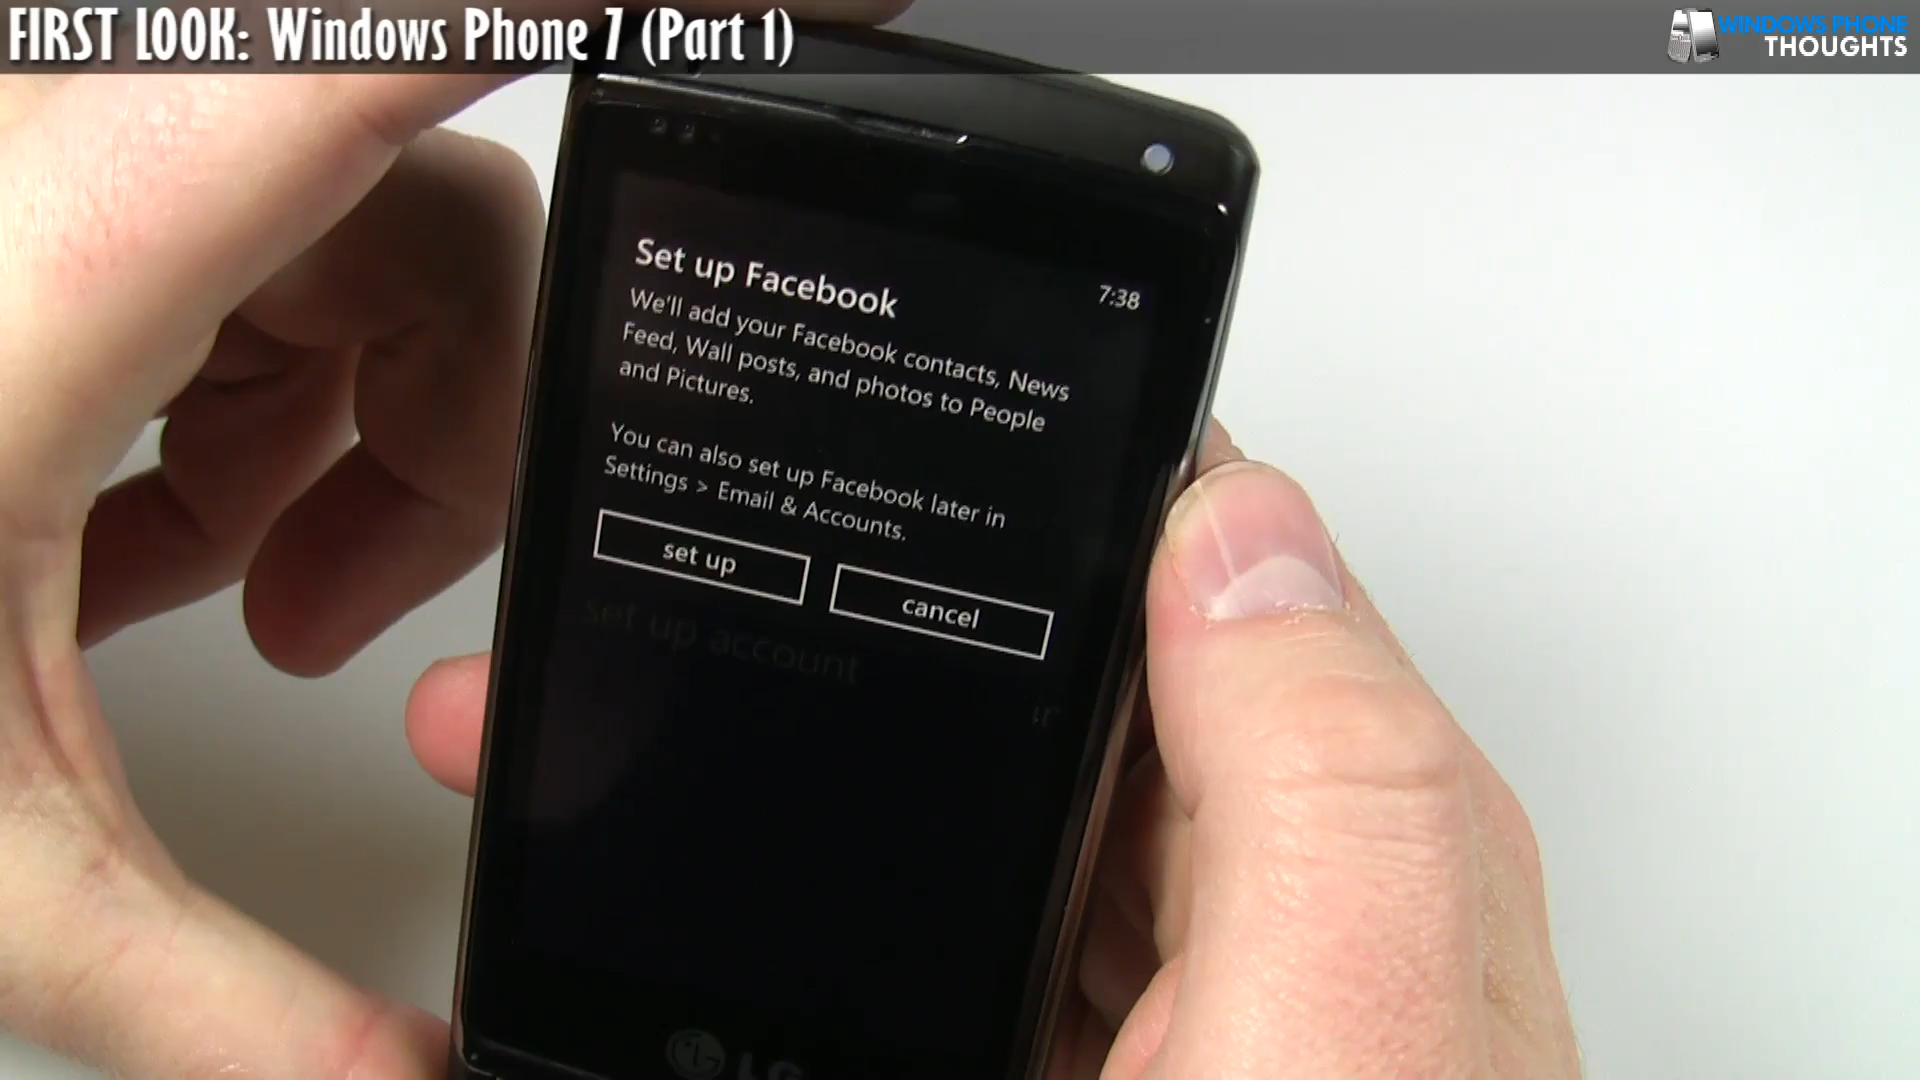 FIRST LOOK: Windows Phone 7 (Part 1)
WINDOWS PHONE
THOUGHTS
7:38
Set up Facebook
We'll add your Facebook contacts, News
Feed, Wall posts, and photos to People
and Pictures.
You can also set up Facebook later in
Settings > Email & Accounts.
set up
cancel
set up account
LG